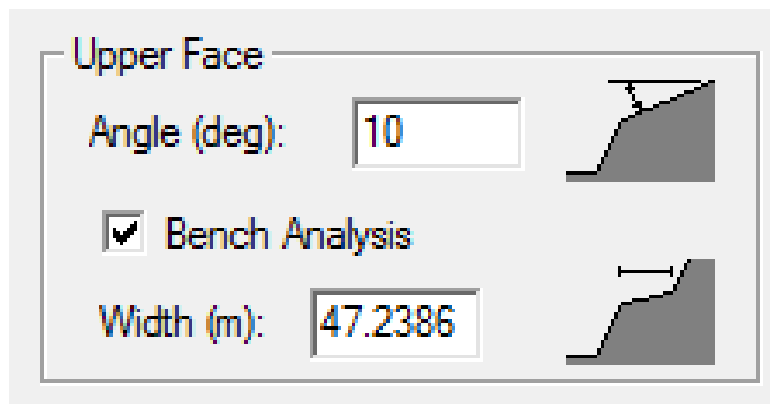 Upper Face
Angle (deg): 10
Bench Analysis
Width (m): 47.2386